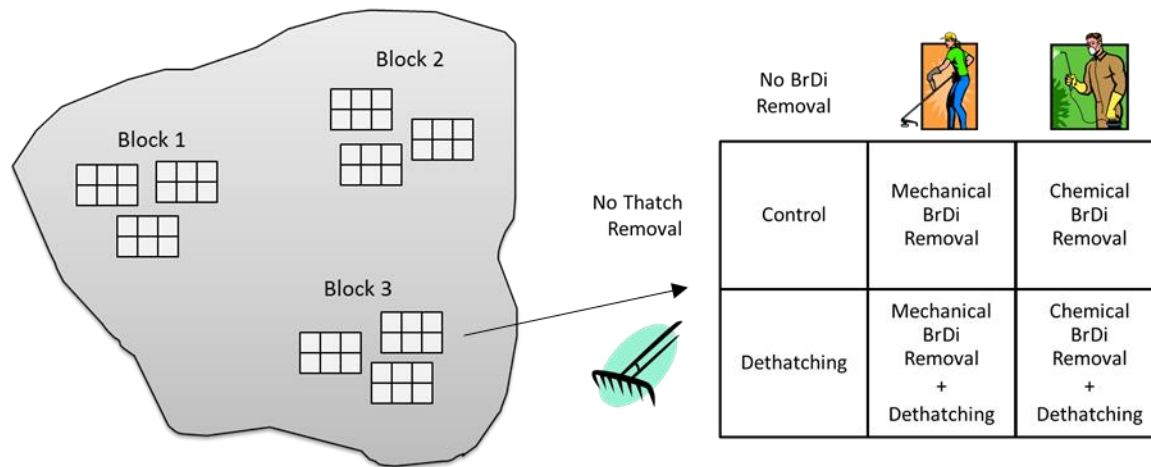 Block 1
Block 2
Block 3
No BrDi
Removal
No Thatch
Removal
Control
Mechanical
BrDi
Removal
Chemical
BrDi
Removal
Dethatching
Mechanical
BrDi
Removal
+
Dethatching
Chemical
BrDi
Removal
+
Dethatching